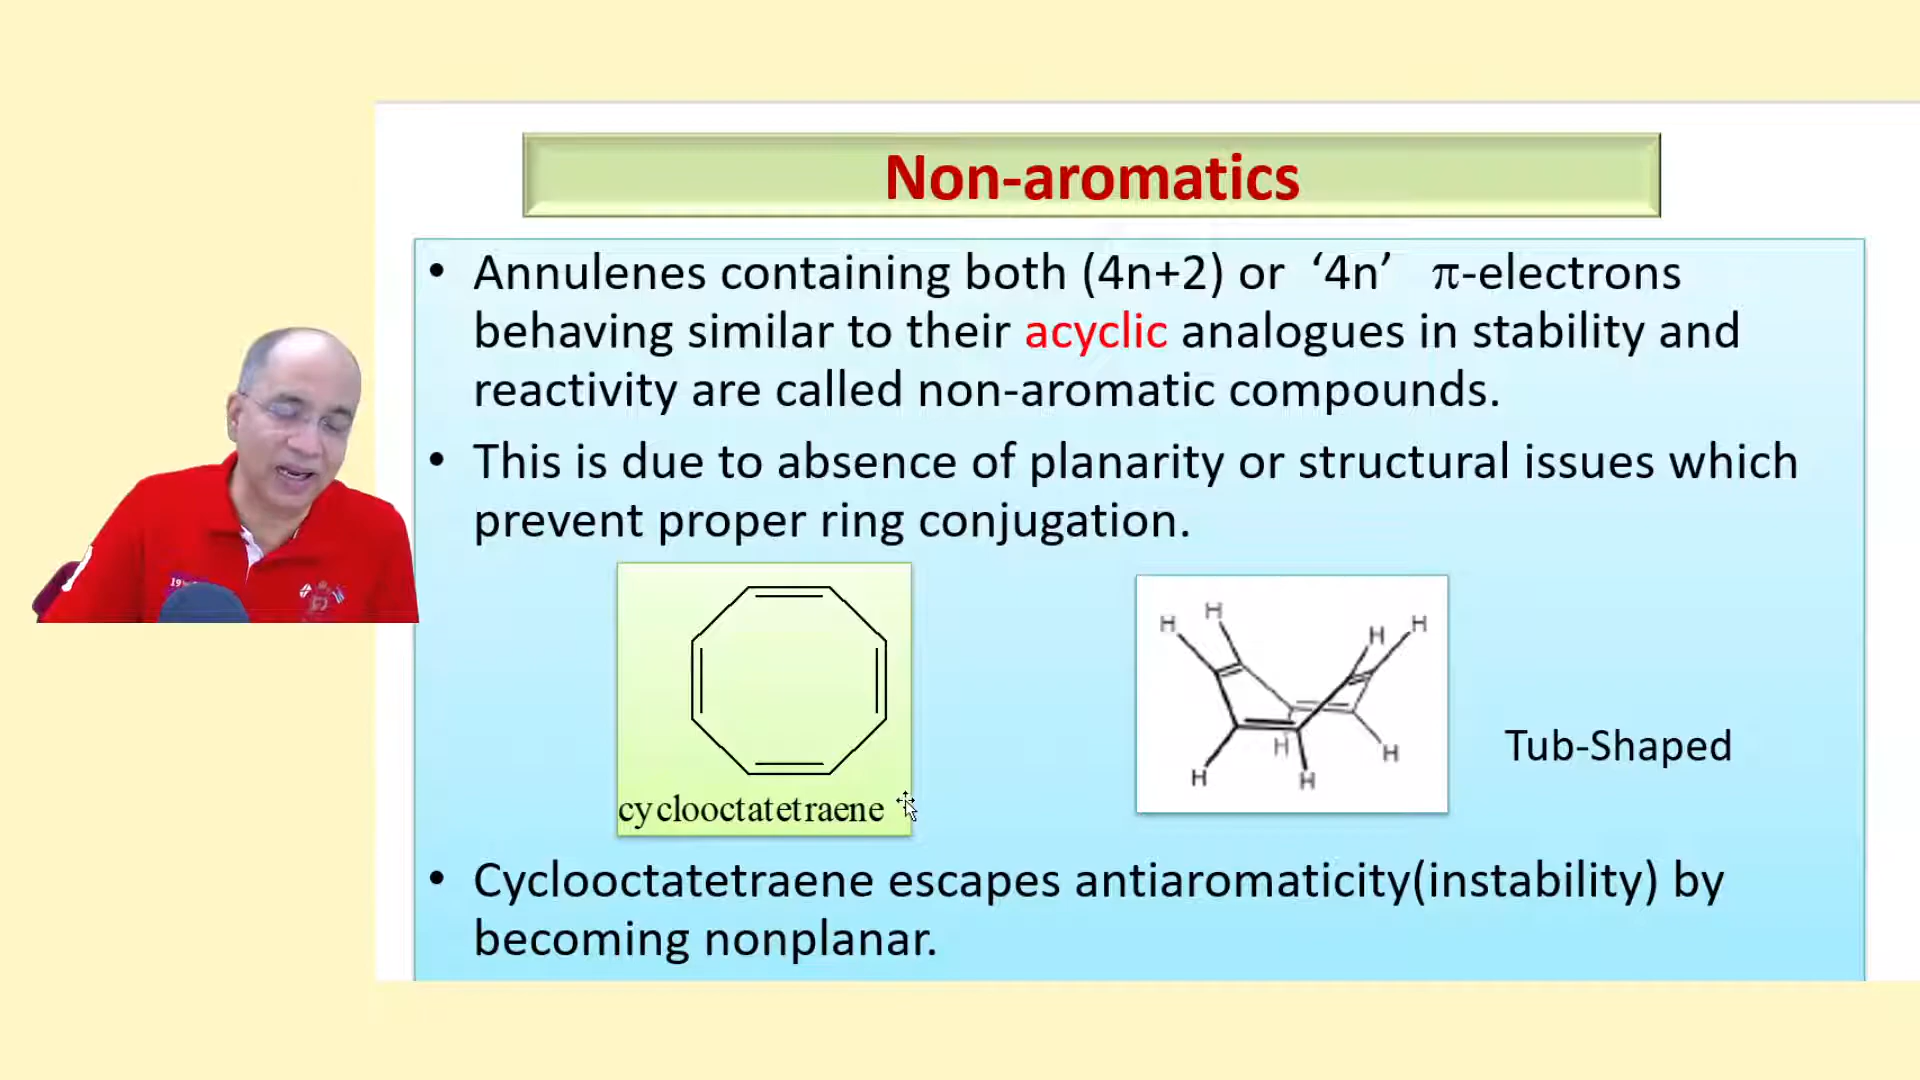 Non-aromatics
• Annulenes containing both (4n+2) or ‘4n’ π-electrons
behaving similar to their acyclic analogues in stability and
reactivity are called non-aromatic compounds.
• This is due to absence of planarity or structural issues which
prevent proper ring conjugation.
H H H H
H H H H
Tub-Shaped
cyclooctatetraene
• Cyclooctatetraene escapes antiaromaticity(instability) by
becoming nonplanar.